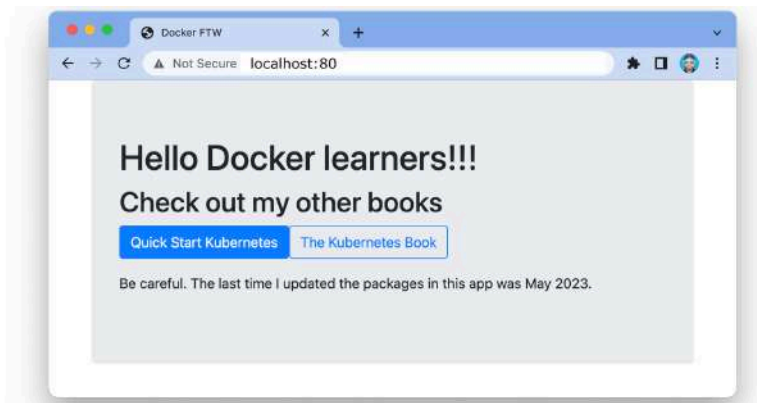 Docker FTW
Not Secure localhost:80
Hello Docker learners!!!
Check out my other books
Quick Start Kubernetes The Kubernetes Book
Be careful. The last time I updated the packages in this app was May 2023.